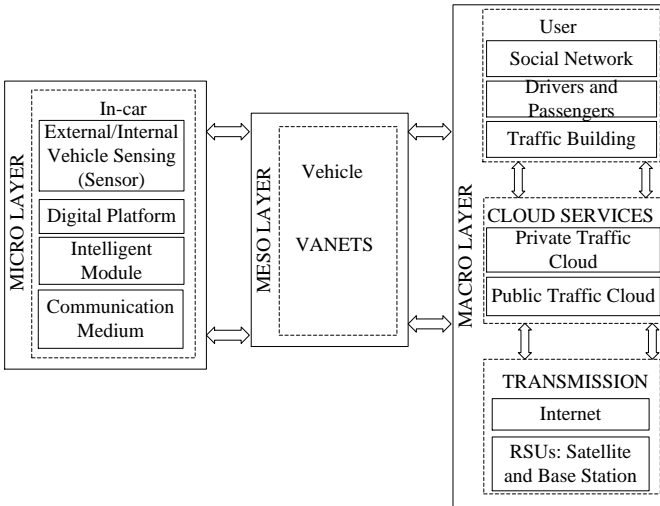 MICRO LAYER
In-car
External/Internal
Vehicle Sensing
(Sensor)
Digital Platform
Intelligent
Module
Communication
Medium
MESO LAYER
Vehicle
VANETS
MACRO LAYER
User
Social Network
Drivers and
Passengers
Traffic Building
CLOUD SERVICES
Private Traffic
Cloud
Public Traffic Cloud
TRANSMISSION
Internet
RSUs: Satellite
and Base Station